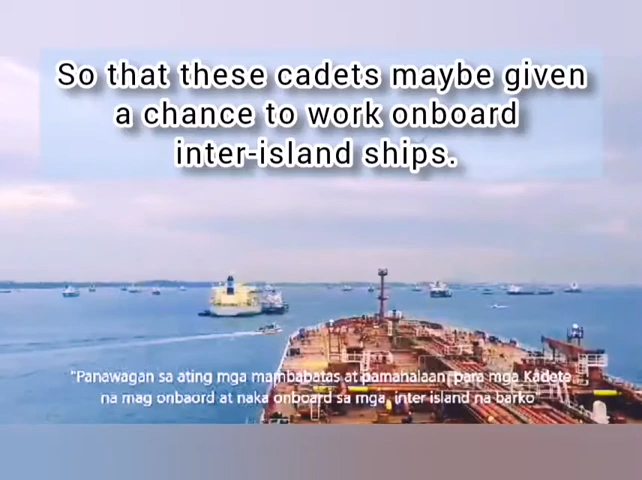 So that these cadets maybe given
a chance to work onboard
inter-island ships.
"Panawagan sa ating mga mambabatas at pamahalaan, para mga Kadete
na mag onbaord at naka onboard sa mga, inter island na barko